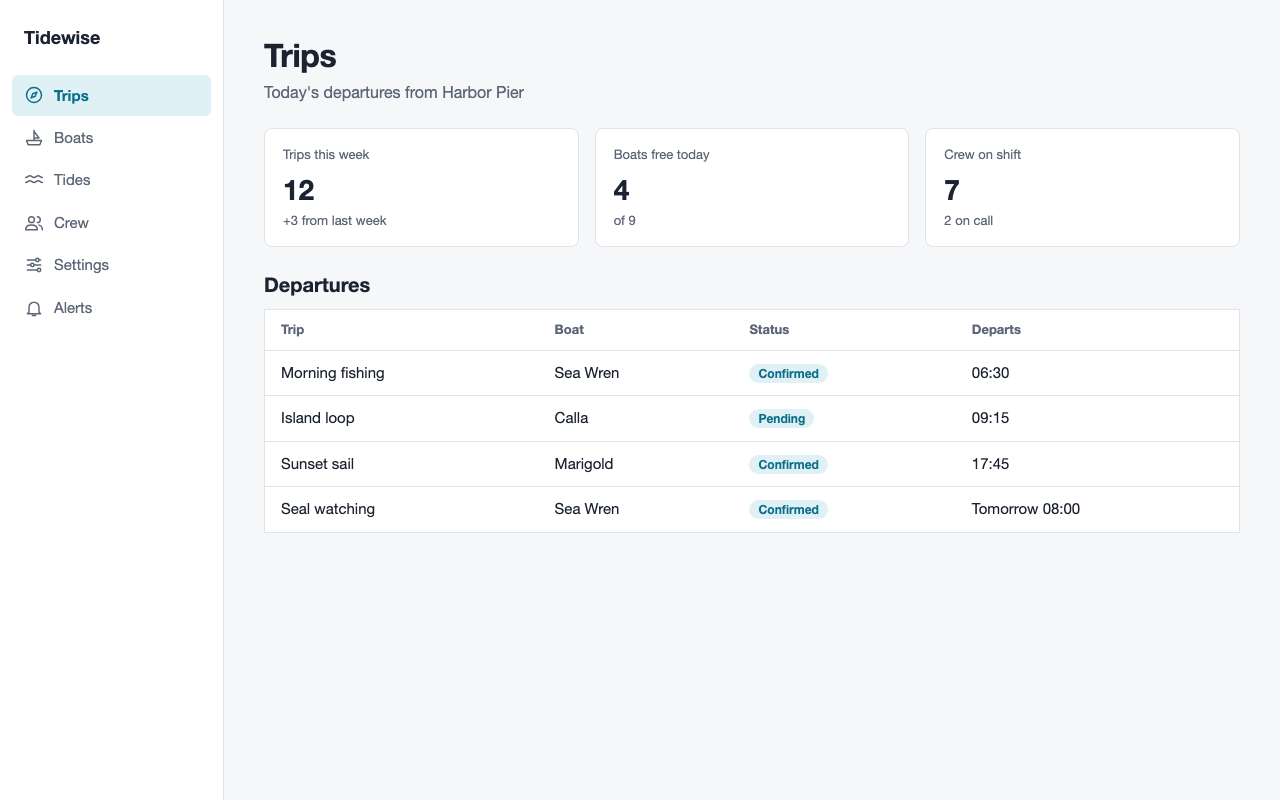 Tidewise
Trips
Boats
Tides
Crew
Settings
Alerts
Trips
Today's departures from Harbor Pier
Trips this week
12
+3 from last week
Boats free today
4
of 9
Crew on shift
7
2 on call
Departures
Trip Boat Status Departs
Morning fishing Sea Wren Confirmed 06:30
Island loop Calla Pending 09:15
Sunset sail Marigold Confirmed 17:45
Seal watching Sea Wren Confirmed Tomorrow 08:00